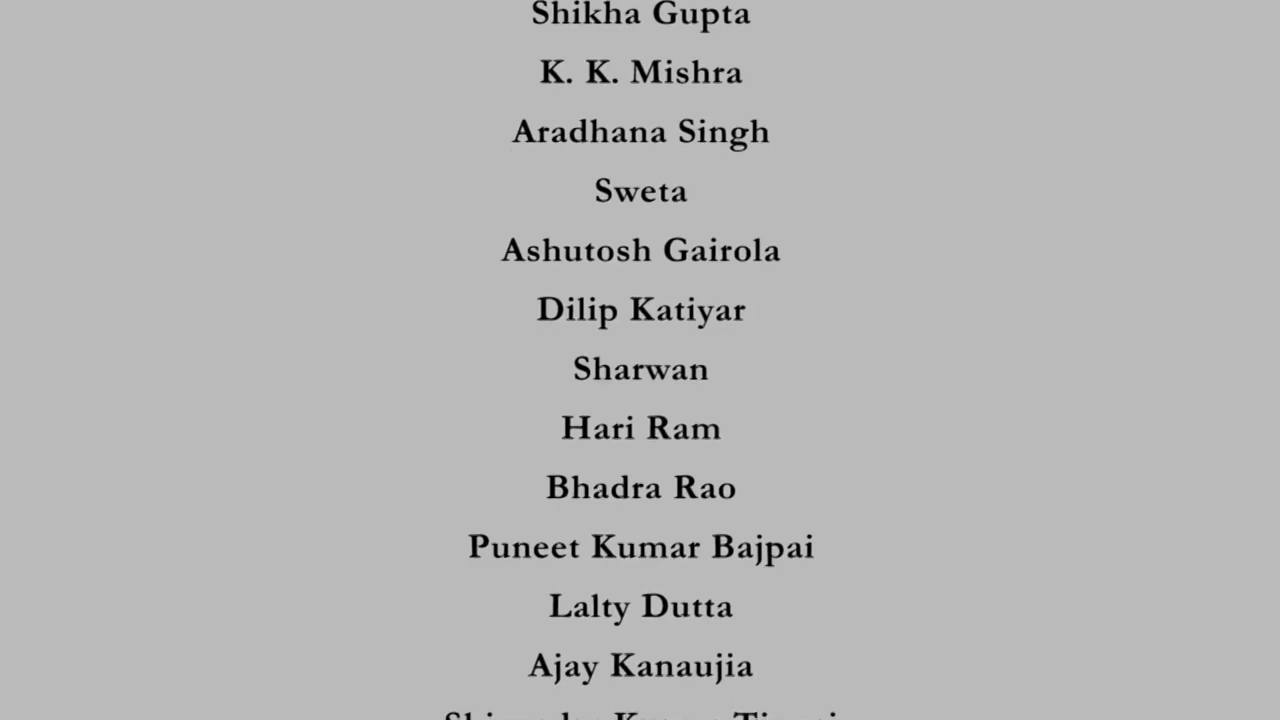 Shikha Gupta
K. K. Mishra
Aradhana Singh
Sweta
Ashutosh Gairola
Dilip Katiyar
Sharwan
Hari Ram
Bhadra Rao
Puneet Kumar Bajpai
Lalty Dutta
Ajay Kanaujia